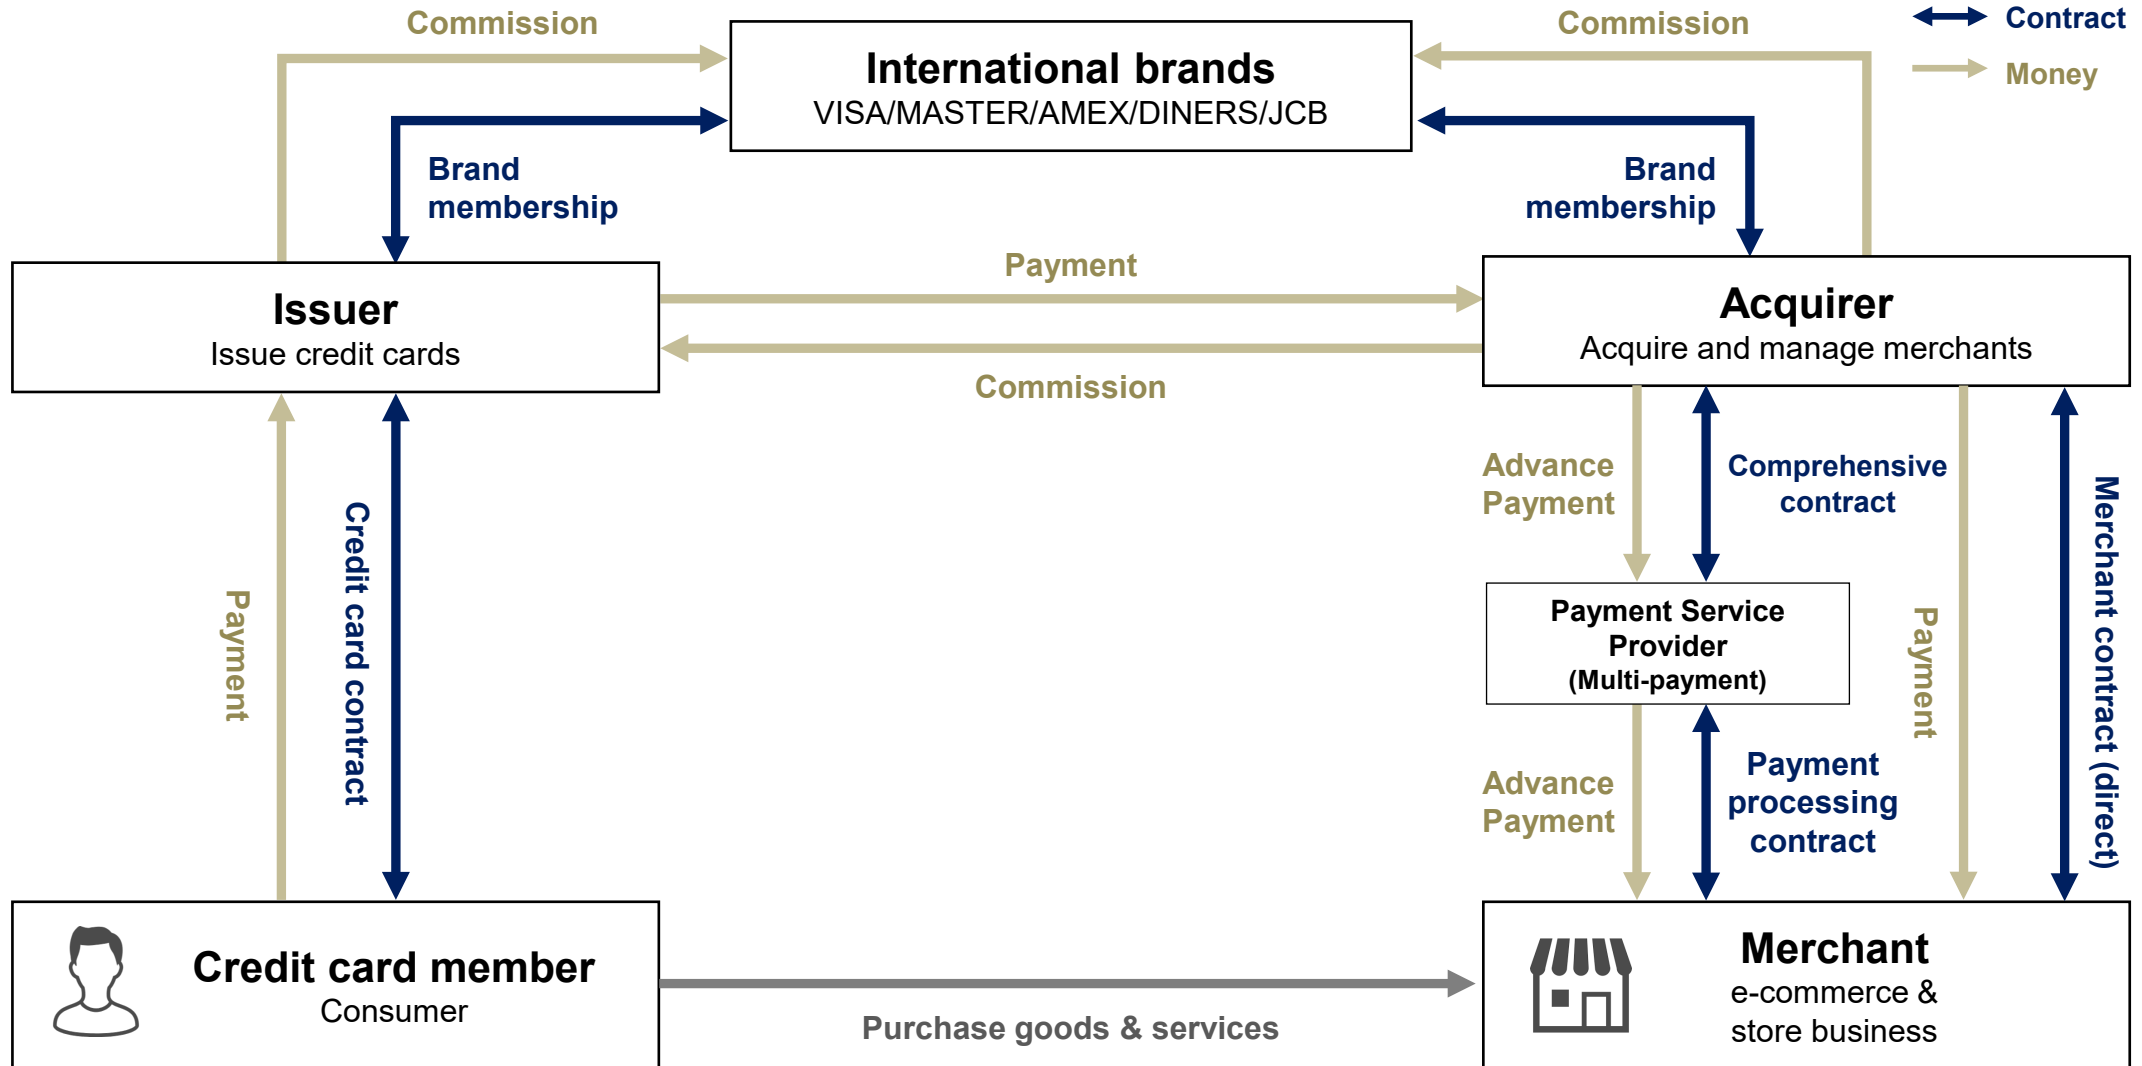 Commission
Commission
Contract
Money
International brands
VISA/MASTER/AMEX/DINERS/JCB
Brand
membership
Brand
membership
Payment
Issuer
Issue credit cards
Acquirer
Acquire and manage merchants
Commission
Advance
Payment
Comprehensive
contract
Credit card contract
Payment
Merchant contract (direct)
Payment
Payment Service
Provider
(Multi-payment)
Advance
Payment
Payment
processing
contract
Credit card member
Consumer
Purchase goods & services
Merchant
e-commerce &
store business